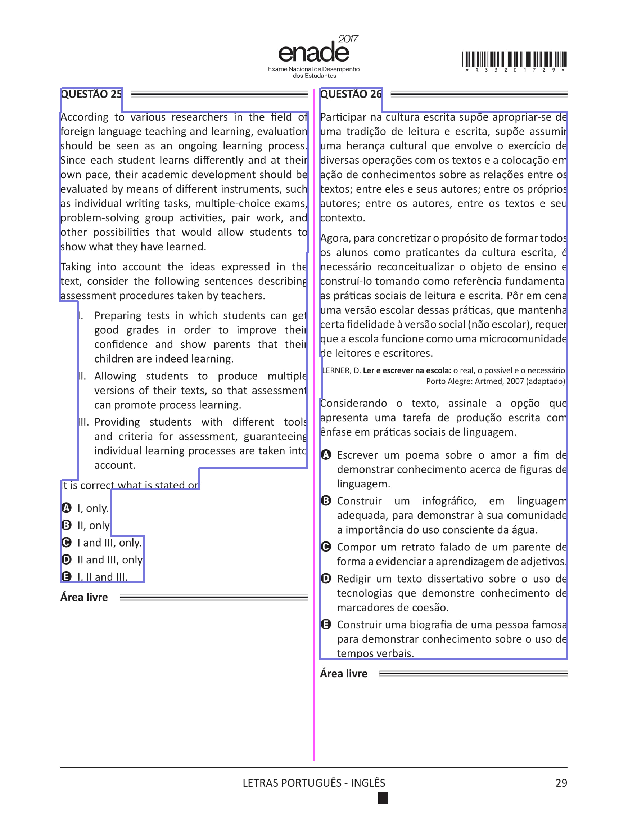 enade 2017
Exame Nacional de Desempenho
dos Estudantes
QUESTÃO 25
According to various researchers in the field of
foreign language teaching and learning, evaluation
should be seen as an ongoing learning process.
Since each student learns differently and at their
own pace, their academic development should be
evaluated by means of different instruments, such
as individual writing tasks, multiple-choice exams,
problem-solving group activities, pair work, and
other possibilities that would allow students to
show what they have learned.
Taking into account the ideas expressed in the
text, consider the following sentences describing
assessment procedures taken by teachers.
I. Preparing tests in which students can get
good grades in order to improve their
confidence and show parents that their
children are indeed learning.
II. Allowing students to produce multiple
versions of their texts, so that assessment
can promote process learning.
III. Providing students with different tools
and criteria for assessment, guaranteeing
individual learning processes are taken into
account.
It is correct what is stated on
A I, only.
B II, only
C I and III, only.
D II and III, only
E I, II and III.
Área livre
QUESTÃO 26
Participar na cultura escrita supõe apropriar-se de
uma tradição de leitura e escrita, supõe assumir
uma herança cultural que envolve o exercício de
diversas operações com os textos e a colocação em
ação de conhecimentos sobre as relações entre os
textos; entre eles e seus autores; entre os próprios
autores; entre os autores, entre os textos e seu
contexto.
Agora, para concretizar o propósito de formar todos
os alunos como praticantes da cultura escrita, é
necessário reconceitualizar o objeto de ensino e
construí-lo tomando como referência fundamental
as práticas sociais de leitura e escrita. Pôr em cena
uma versão escolar dessas práticas, que mantenha
certa fidelidade à versão social (não escolar), requer
que a escola funcione como uma microcomunidade
de leitores e escritores.
LERNER, D. Ler e escrever na escola: o real, o possível e o necessário.
Porto Alegre: Artmed, 2007 (adaptado).
Considerando o texto, assinale a opção que
apresenta uma tarefa de produção escrita com
ênfase em práticas sociais de linguagem.
A Escrever um poema sobre o amor a fim de
demonstrar conhecimento acerca de figuras de
linguagem.
B Construir um infográfico, em linguagem
adequada, para demonstrar à sua comunidade
a importância do uso consciente da água.
C Compor um retrato falado de um parente de
forma a evidenciar a aprendizagem de adjetivos.
D Redigir um texto dissertativo sobre o uso de
tecnologias que demonstre conhecimento de
marcadores de coesão.
E Construir uma biografia de uma pessoa famosa
para demonstrar conhecimento sobre o uso de
tempos verbais.
Área livre
LETRAS PORTUGUÊS - INGLÊS
29